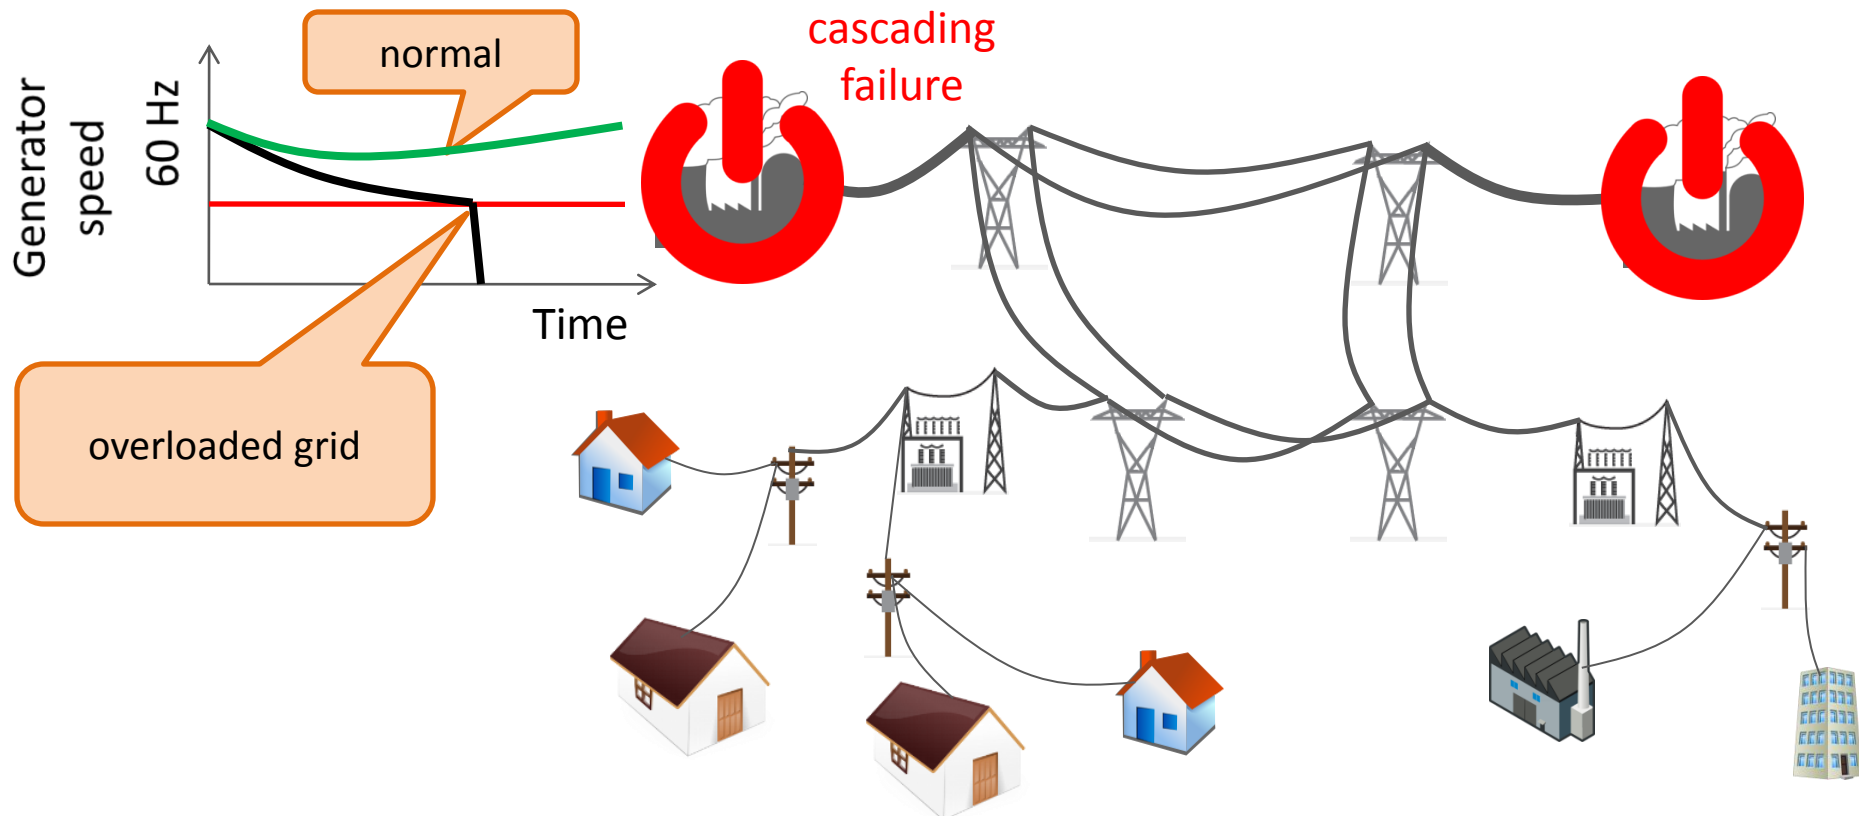 cascading
failure
normal
Generator
speed
60 Hz
Time
overloaded grid